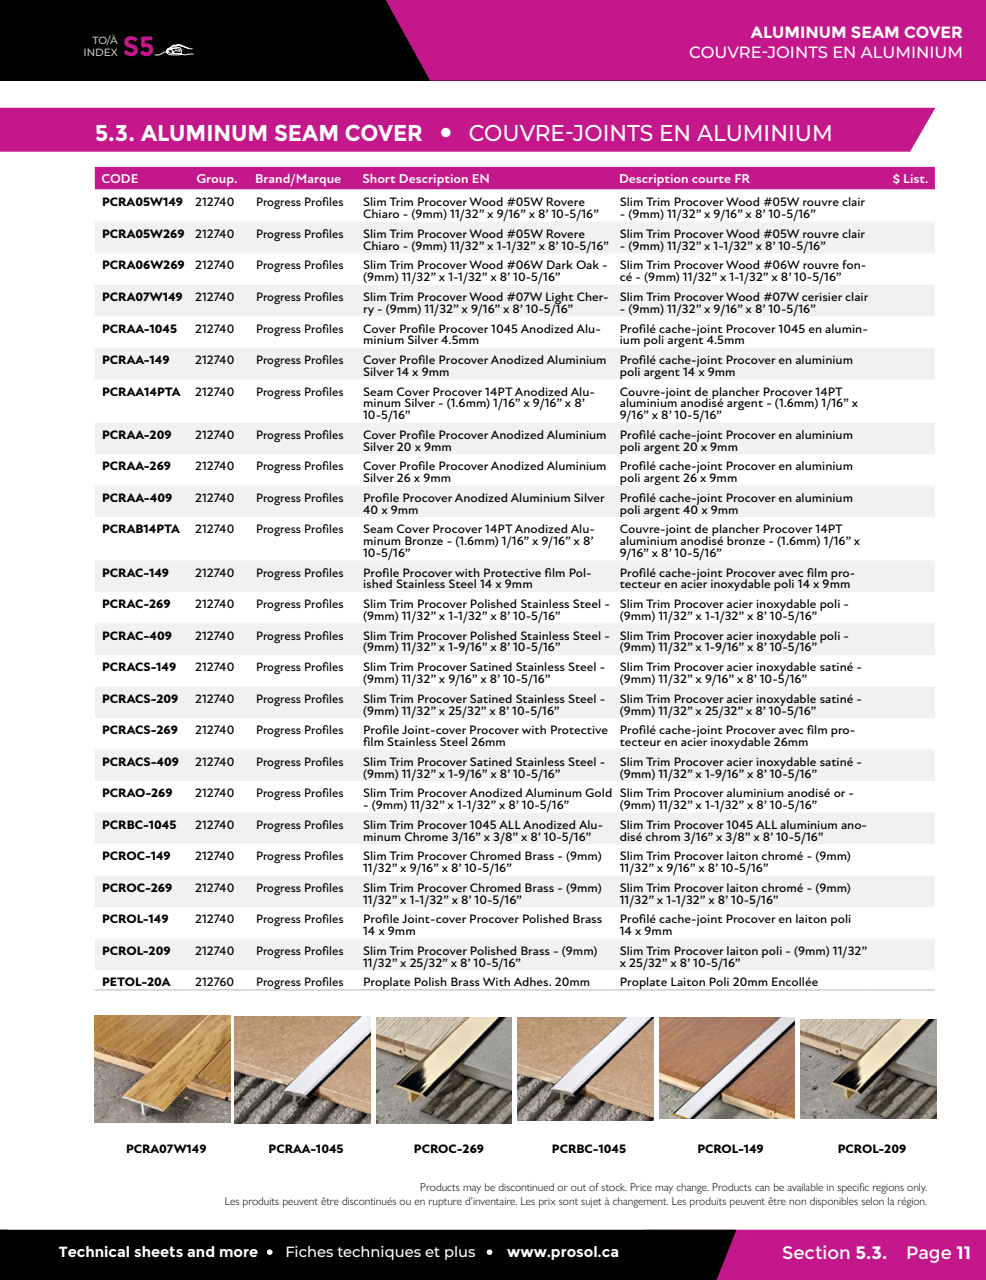 TO/À
INDEX S5
ALUMINUM SEAM COVER
COUVRE-JOINTS EN ALUMINIUM
5.3. ALUMINUM SEAM COVER • COUVRE-JOINTS EN ALUMINIUM
CODE Group. Brand/Marque Short Description EN Description courte FR $ List.
PCRA05W149 212740 Progress Profiles Slim Trim Procover Wood #05W Rovere Slim Trim Procover Wood #05W rouvre clair
Chiaro - (9mm) 11/32” x 9/16” x 8’ 10-5/16” - (9mm) 11/32” x 9/16” x 8’ 10-5/16”
PCRA05W269 212740 Progress Profiles Slim Trim Procover Wood #05W Rovere Slim Trim Procover Wood #05W rouvre clair
Chiaro - (9mm) 11/32” x 1-1/32” x 8’ 10-5/16” - (9mm) 11/32” x 1-1/32” x 8’ 10-5/16”
PCRA06W269 212740 Progress Profiles Slim Trim Procover Wood #06W Dark Oak - Slim Trim Procover Wood #06W rouvre fon-
(9mm) 11/32” x 1-1/32” x 8’ 10-5/16” cé - (9mm) 11/32” x 1-1/32” x 8’ 10-5/16”
PCRA07W149 212740 Progress Profiles Slim Trim Procover Wood #07W Light Cher- Slim Trim Procover Wood #07W cerisier clair
ry - (9mm) 11/32” x 9/16” x 8’ 10-5/16” - (9mm) 11/32” x 9/16” x 8’ 10-5/16”
PCRAA-1045 212740 Progress Profiles Cover Profile Procover 1045 Anodized Alu- Profilé cache-joint Procover 1045 en alumin-
minium Silver 4.5mm ium poli argent 4.5mm
PCRAA-149 212740 Progress Profiles Cover Profile Procover Anodized Aluminium Profilé cache-joint Procover en aluminium
Silver 14 x 9mm poli argent 14 x 9mm
PCRAA14PTA 212740 Progress Profiles Seam Cover Procover 14PT Anodized Alu- Couvre-joint de plancher Procover 14PT
minum Silver - (1.6mm) 1/16” x 9/16” x 8’ aluminium anodisé argent - (1.6mm) 1/16” x
10-5/16” 9/16” x 8’ 10-5/16”
PCRAA-209 212740 Progress Profiles Cover Profile Procover Anodized Aluminium Profilé cache-joint Procover en aluminium
Silver 20 x 9mm poli argent 20 x 9mm
PCRAA-269 212740 Progress Profiles Cover Profile Procover Anodized Aluminium Profilé cache-joint Procover en aluminium
Silver 26 x 9mm poli argent 26 x 9mm
PCRAA-409 212740 Progress Profiles Profile Procover Anodized Aluminium Silver Profilé cache-joint Procover en aluminium
40 x 9mm poli argent 40 x 9mm
PCRAB14PTA 212740 Progress Profiles Seam Cover Procover 14PT Anodized Alu- Couvre-joint de plancher Procover 14PT
minum Bronze - (1.6mm) 1/16” x 9/16” x 8’ aluminium anodisé bronze - (1.6mm) 1/16” x
10-5/16” 9/16” x 8’ 10-5/16”
PCRAC-149 212740 Progress Profiles Profile Procover with Protective film Pol- Profilé cache-joint Procover avec film pro-
ished Stainless Steel 14 x 9mm tecteur en acier inoxydable poli 14 x 9mm
PCRAC-269 212740 Progress Profiles Slim Trim Procover Polished Stainless Steel - Slim Trim Procover acier inoxydable poli -
(9mm) 11/32” x 1-1/32” x 8’ 10-5/16” (9mm) 11/32” x 1-1/32” x 8’ 10-5/16”
PCRAC-409 212740 Progress Profiles Slim Trim Procover Polished Stainless Steel - Slim Trim Procover acier inoxydable poli -
(9mm) 11/32” x 1-9/16” x 8’ 10-5/16” (9mm) 11/32” x 1-9/16” x 8’ 10-5/16”
PCRACS-149 212740 Progress Profiles Slim Trim Procover Satined Stainless Steel - Slim Trim Procover acier inoxydable satiné -
(9mm) 11/32” x 9/16” x 8’ 10-5/16” (9mm) 11/32” x 9/16” x 8’ 10-5/16”
PCRACS-209 212740 Progress Profiles Slim Trim Procover Satined Stainless Steel - Slim Trim Procover acier inoxydable satiné -
(9mm) 11/32” x 25/32” x 8’ 10-5/16” (9mm) 11/32” x 25/32” x 8’ 10-5/16”
PCRACS-269 212740 Progress Profiles Profile Joint-cover Procover with Protective Profilé cache-joint Procover avec film pro-
film Stainless Steel 26mm tecteur en acier inoxydable 26mm
PCRACS-409 212740 Progress Profiles Slim Trim Procover Satined Stainless Steel - Slim Trim Procover acier inoxydable satiné -
(9mm) 11/32” x 1-9/16” x 8’ 10-5/16” (9mm) 11/32” x 1-9/16” x 8’ 10-5/16”
PCRAO-269 212740 Progress Profiles Slim Trim Procover Anodized Aluminum Gold Slim Trim Procover aluminium anodisé or -
- (9mm) 11/32” x 1-1/32” x 8’ 10-5/16” (9mm) 11/32” x 1-1/32” x 8’ 10-5/16”
PCRBC-1045 212740 Progress Profiles Slim Trim Procover 1045 ALL Anodized Alu- Slim Trim Procover 1045 ALL aluminium ano-
minum Chrome 3/16” x 3/8” x 8’ 10-5/16” disé chrom 3/16” x 3/8” x 8’ 10-5/16”
PCROC-149 212740 Progress Profiles Slim Trim Procover Chromed Brass - (9mm) Slim Trim Procover laiton chromé - (9mm)
11/32” x 9/16” x 8’ 10-5/16” 11/32” x 9/16” x 8’ 10-5/16”
PCROC-269 212740 Progress Profiles Slim Trim Procover Chromed Brass - (9mm) Slim Trim Procover laiton chromé - (9mm)
11/32” x 1-1/32” x 8’ 10-5/16” 11/32” x 1-1/32” x 8’ 10-5/16”
PCROL-149 212740 Progress Profiles Profile Joint-cover Procover Polished Brass Profilé cache-joint Procover en laiton poli
14 x 9mm 14 x 9mm
PCROL-209 212740 Progress Profiles Slim Trim Procover Polished Brass - (9mm) Slim Trim Procover laiton poli - (9mm) 11/32”
11/32” x 25/32” x 8’ 10-5/16” x 25/32” x 8’ 10-5/16”
PETOL-20A 212760 Progress Profiles Proplate Polish Brass With Adhes. 20mm Proplate Laiton Poli 20mm Encollée
PCRA07W149 PCRAA-1045 PCROC-269 PCRBC-1045 PCROL-149 PCROL-209
Products may be discontinued or out of stock. Price may change. Products can be available in specific regions only.
Les produits peuvent être discontinués ou en rupture d’inventaire. Les prix sont sujet à changement. Les produits peuvent être non disponibles selon la région.
Technical sheets and more • Fiches techniques et plus • www.prosol.ca
Section 5.3. Page 11